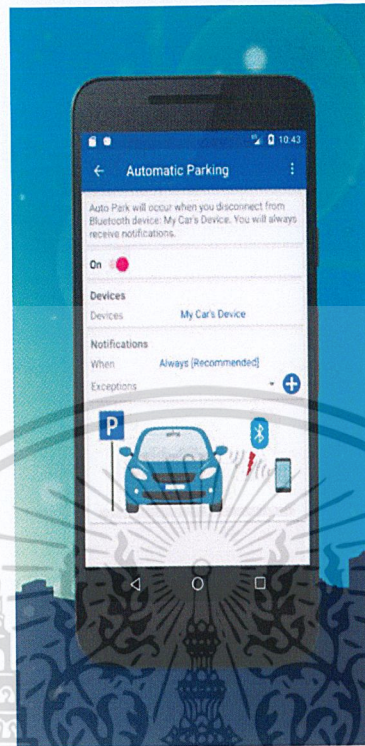 10:43
Automatic Parking
Auto Park will occur when you disconnect from
Bluetooth device: My Car's Device. You will always
receive notifications.
On
Devices
Devices My Car's Device
Notifications
When Always [Recommended]
Exceptions
P